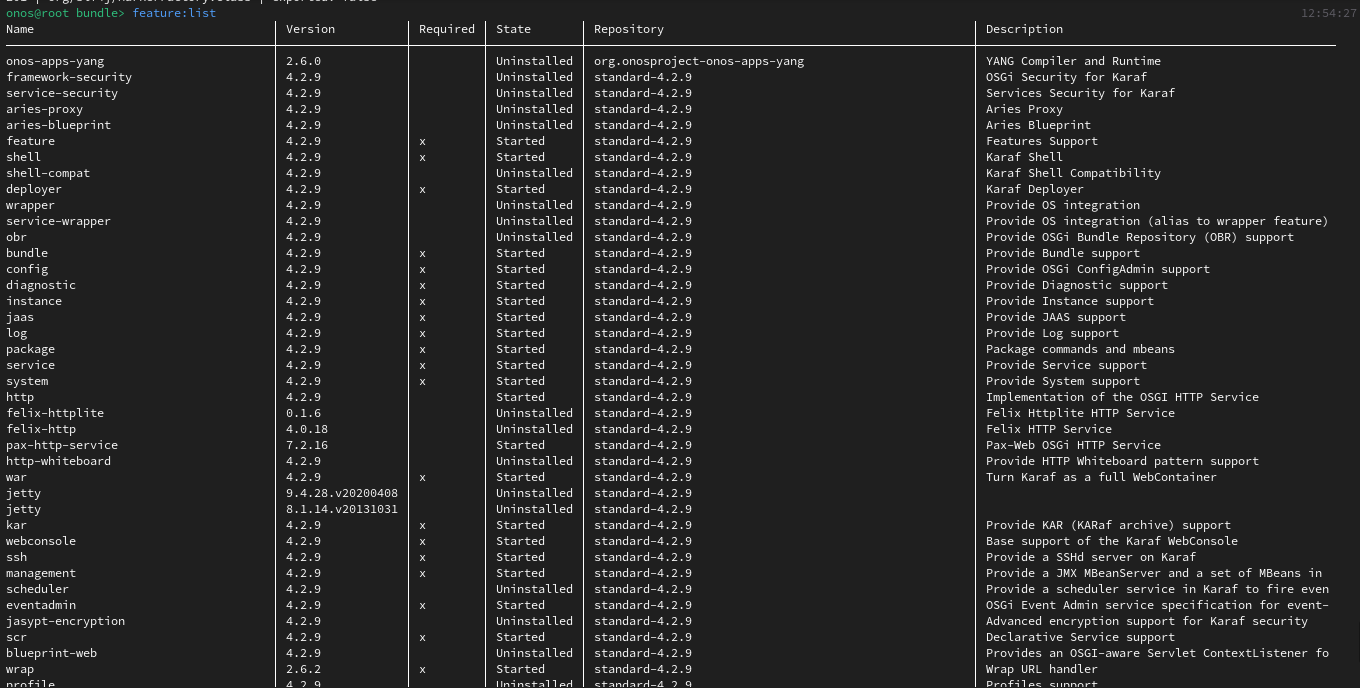 onos@root bundle> feature:list 12:54:27
Name Version Required State Repository Description
onos-apps-yang 2.6.0 Uninstalled org.onosproject-onos-apps-yang YANG Compiler and Runtime
framework-security 4.2.9 Uninstalled standard-4.2.9 OSGi Security for Karaf
service-security 4.2.9 Uninstalled standard-4.2.9 Services Security for Karaf
aries-proxy 4.2.9 Uninstalled standard-4.2.9 Aries Proxy
aries-blueprint 4.2.9 Uninstalled standard-4.2.9 Aries Blueprint
feature 4.2.9 x Started standard-4.2.9 Features Support
shell 4.2.9 x Started standard-4.2.9 Karaf Shell
shell-compat 4.2.9 Uninstalled standard-4.2.9 Karaf Shell Compatibility
deployer 4.2.9 x Started standard-4.2.9 Karaf Deployer
wrapper 4.2.9 Uninstalled standard-4.2.9 Provide OS integration
service-wrapper 4.2.9 Uninstalled standard-4.2.9 Provide OS integration (alias to wrapper feature)
obr 4.2.9 Uninstalled standard-4.2.9 Provide OSGi Bundle Repository (OBR) support
bundle 4.2.9 x Started standard-4.2.9 Provide Bundle support
config 4.2.9 x Started standard-4.2.9 Provide OSGi ConfigAdmin support
diagnostic 4.2.9 x Started standard-4.2.9 Provide Diagnostic support
instance 4.2.9 x Started standard-4.2.9 Provide Instance support
jaas 4.2.9 x Started standard-4.2.9 Provide JAAS support
log 4.2.9 x Started standard-4.2.9 Provide Log support
package 4.2.9 x Started standard-4.2.9 Package commands and mbeans
service 4.2.9 x Started standard-4.2.9 Provide Service support
system 4.2.9 x Started standard-4.2.9 Provide System support
http 4.2.9 Started standard-4.2.9 Implementation of the OSGI HTTP Service
felix-httplite 0.1.6 Uninstalled standard-4.2.9 Felix Httplite HTTP Service
felix-http 4.0.18 Uninstalled standard-4.2.9 Felix HTTP Service
pax-http-service 7.2.16 Started standard-4.2.9 Pax-Web OSGi HTTP Service
http-whiteboard 4.2.9 Uninstalled standard-4.2.9 Provide HTTP Whiteboard pattern support
war 4.2.9 x Started standard-4.2.9 Turn Karaf as a full WebContainer
jetty 9.4.28.v20200408 Uninstalled standard-4.2.9
jetty 8.1.14.v20131031 Uninstalled standard-4.2.9
kar 4.2.9 x Started standard-4.2.9 Provide KAR (KARaf archive) support
webconsole 4.2.9 x Started standard-4.2.9 Base support of the Karaf WebConsole
ssh 4.2.9 x Started standard-4.2.9 Provide a SSHd server on Karaf
management 4.2.9 x Started standard-4.2.9 Provide a JMX MBeanServer and a set of MBeans in
scheduler 4.2.9 Uninstalled standard-4.2.9 Provide a scheduler service in Karaf to fire even
eventadmin 4.2.9 x Started standard-4.2.9 OSGi Event Admin service specification for event-
jasypt-encryption 4.2.9 Uninstalled standard-4.2.9 Advanced encryption support for Karaf security
scr 4.2.9 x Started standard-4.2.9 Declarative Service support
blueprint-web 4.2.9 Uninstalled standard-4.2.9 Provides an OSGI-aware Servlet ContextListener fo
wrap 2.6.2 x Started standard-4.2.9 Wrap URL handler
profile 4.2.9 Uninstalled standard-4.2.9 Profiles support